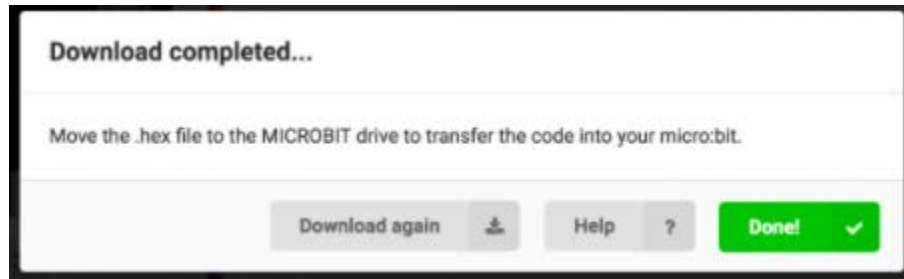 Download completed...
Move the .hex file to the MICROBIT drive to transfer the code into your micro:bit.
Download again
Help ?
Done!